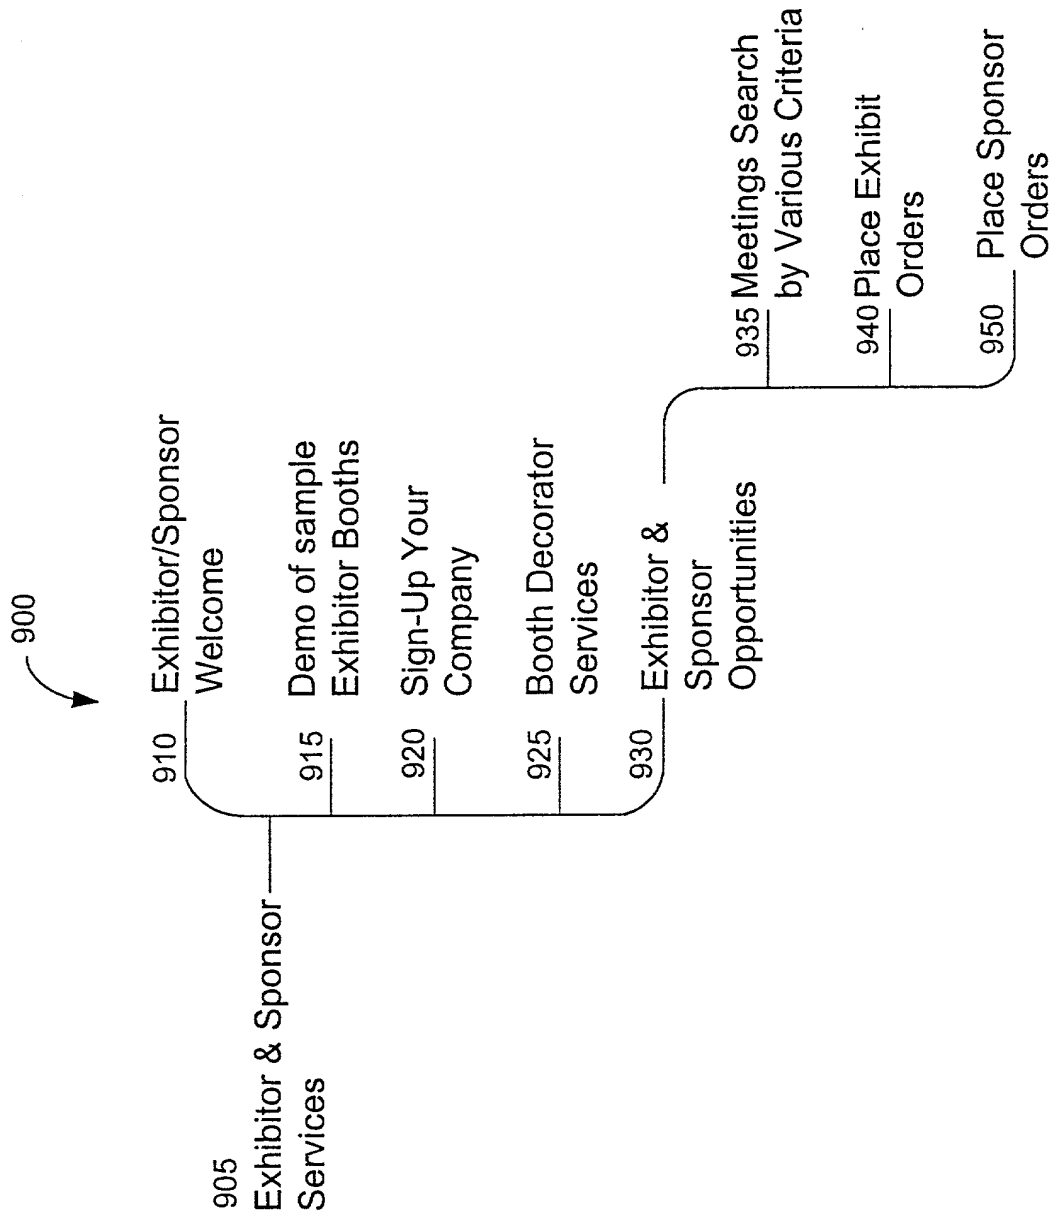 900
905
Exhibitor & Sponsor
Services
910
Exhibitor/Sponsor
Welcome
915
Demo of sample
Exhibitor Booths
920
Sign-Up Your
Company
925
Booth Decorator
Services
930
Exhibitor &
Sponsor
Opportunities
935 Meetings Search
by Various Criteria
940 Place Exhibit
Orders
950
Place Sponsor
Orders